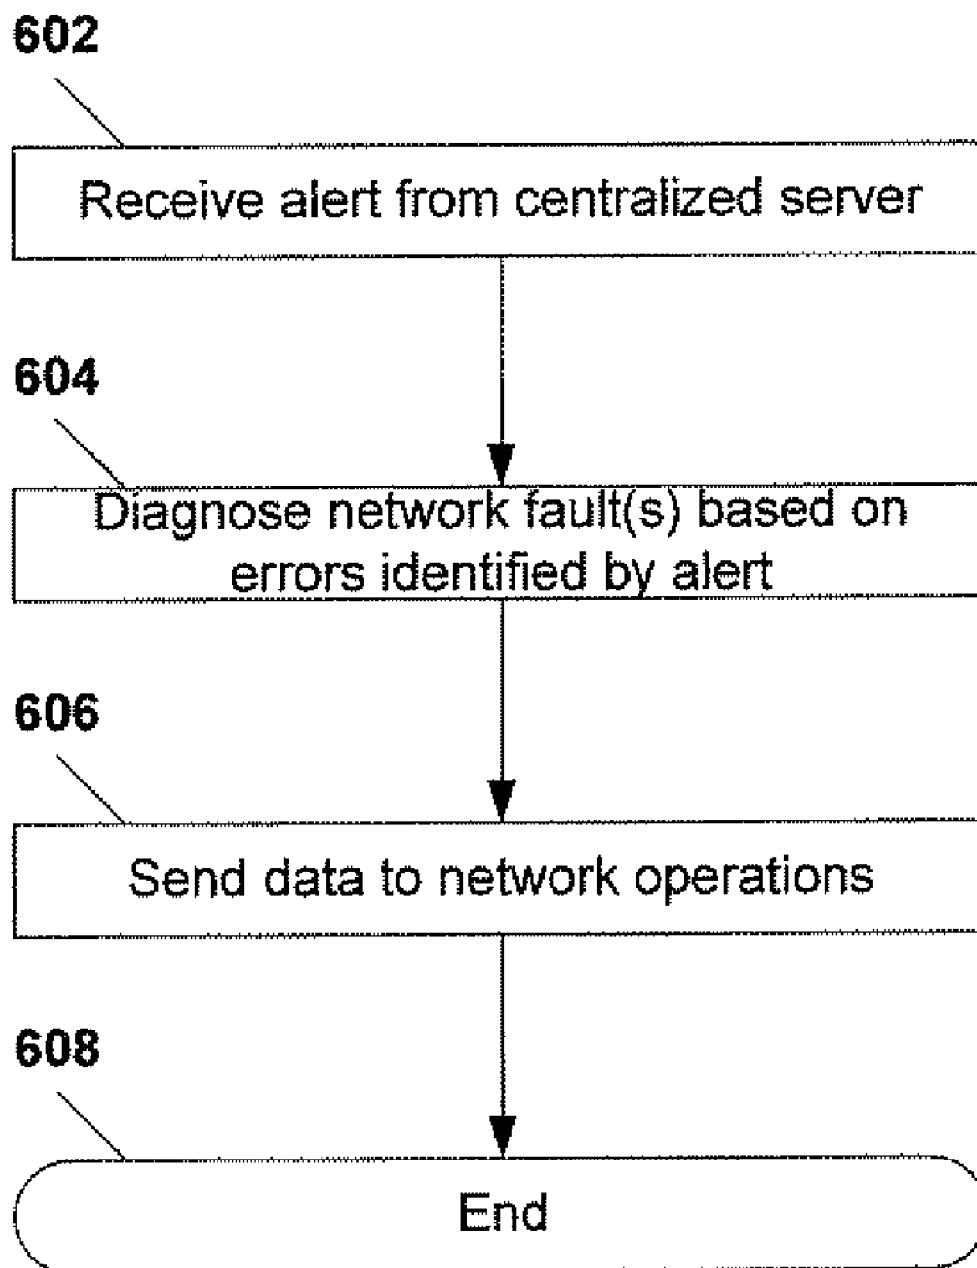 602
Receive alert from centralized server
604
Diagnose network fault(s) based on
errors identified by alert
606
Send data to network operations
608
End